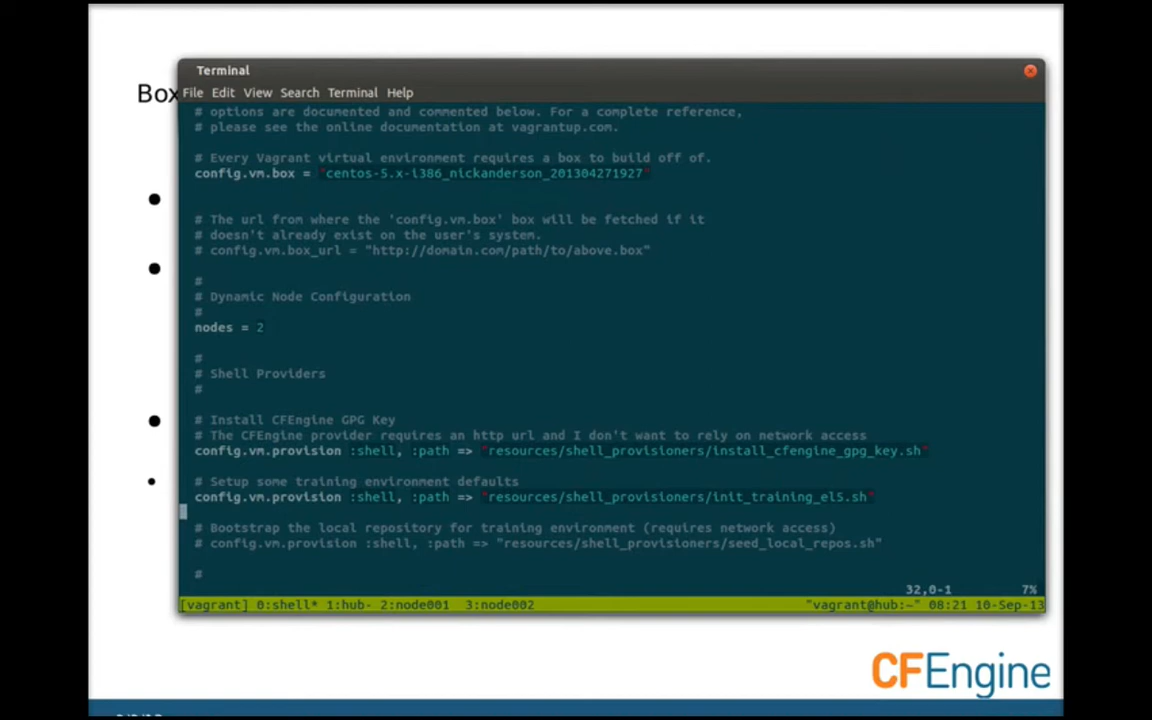 Box
Terminal
File Edit View Search Terminal Help
# options are documented and commented below. For a complete reference,
# please see the online documentation at vagrantup.com.
# Every Vagrant virtual environment requires a box to build off of.
config.vm.box = "centos-5.x-i386_nickanderson_201304271927"
# The url from where the 'config.vm.box' box will be fetched if it
# doesn't already exist on the user's system.
# config.vm.box_url = "http://domain.com/path/to/above.box"
#
# Dynamic Node Configuration
#
nodes = 2
#
# Shell Providers
#
# Install CFEngine GPG Key
# The CFEngine provider requires an http url and I don't want to rely on network access
config.vm.provision :shell, :path => "resources/shell_provisioners/install_cfengine_gpg_key.sh"
# Setup some training environment defaults
config.vm.provision :shell, :path => "resources/shell_provisioners/init_training_el5.sh"
# Bootstrap the local repository for training environment (requires network access)
# config.vm.provision :shell, :path => "resources/shell_provisioners/seed_local_repos.sh"
#
32,0-1 7%
[vagrant] 0:shell* 1:hub- 2:node001 3:node002 "vagrant@hub:~" 08:21 10-Sep-13
CFEngine